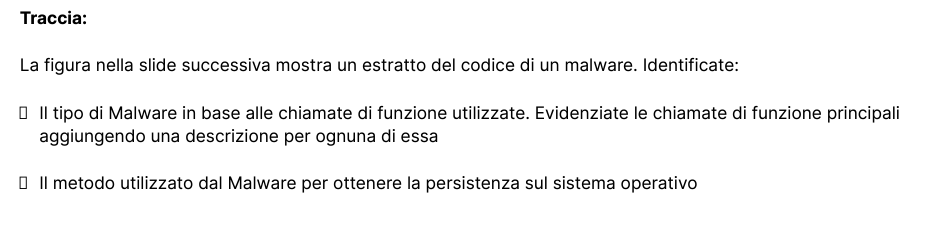 Traccia:
La figura nella slide successiva mostra un estratto del codice di un malware. Identificate:
Il tipo di Malware in base alle chiamate di funzione utilizzate. Evidenziate le chiamate di funzione principali
aggiungendo una descrizione per ognuna di essa
Il metodo utilizzato dal Malware per ottenere la persistenza sul sistema operativo